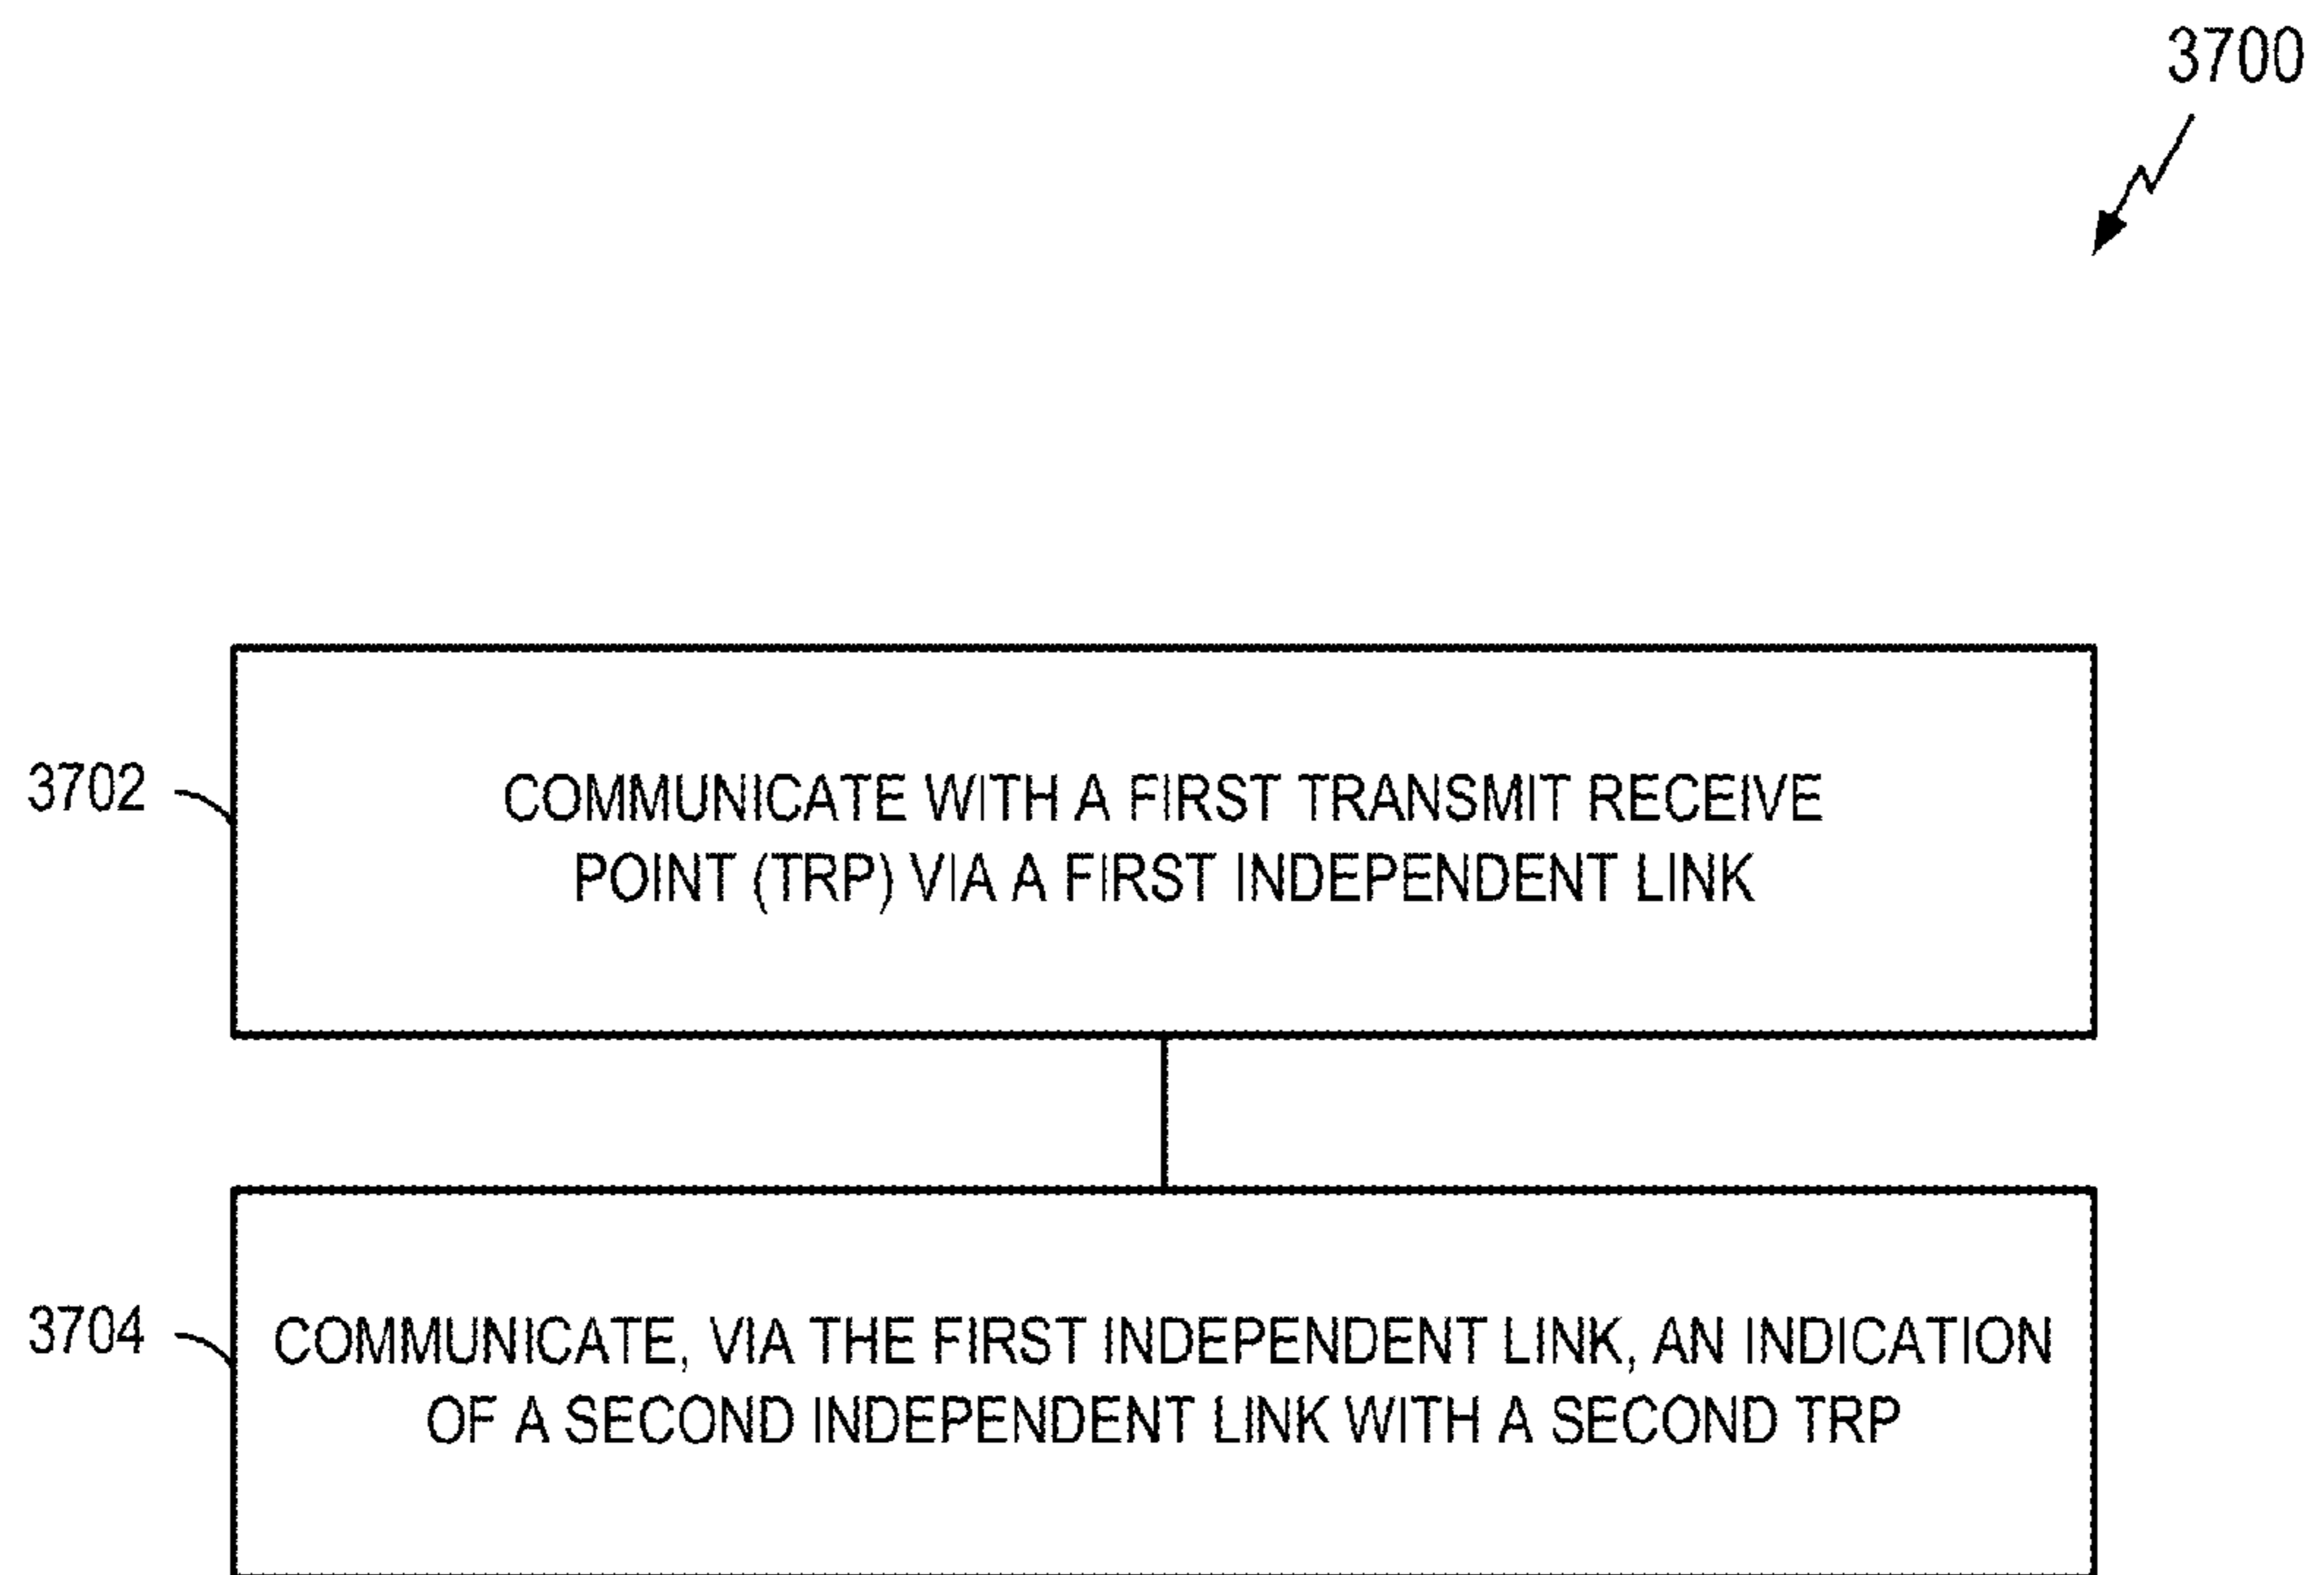 3700
3702
COMMUNICATE WITH A FIRST TRANSMIT RECEIVE
POINT (TRP) VIA A FIRST INDEPENDENT LINK
3704
COMMUNICATE, VIA THE FIRST INDEPENDENT LINK, AN INDICATION
OF A SECOND INDEPENDENT LINK WITH A SECOND TRP